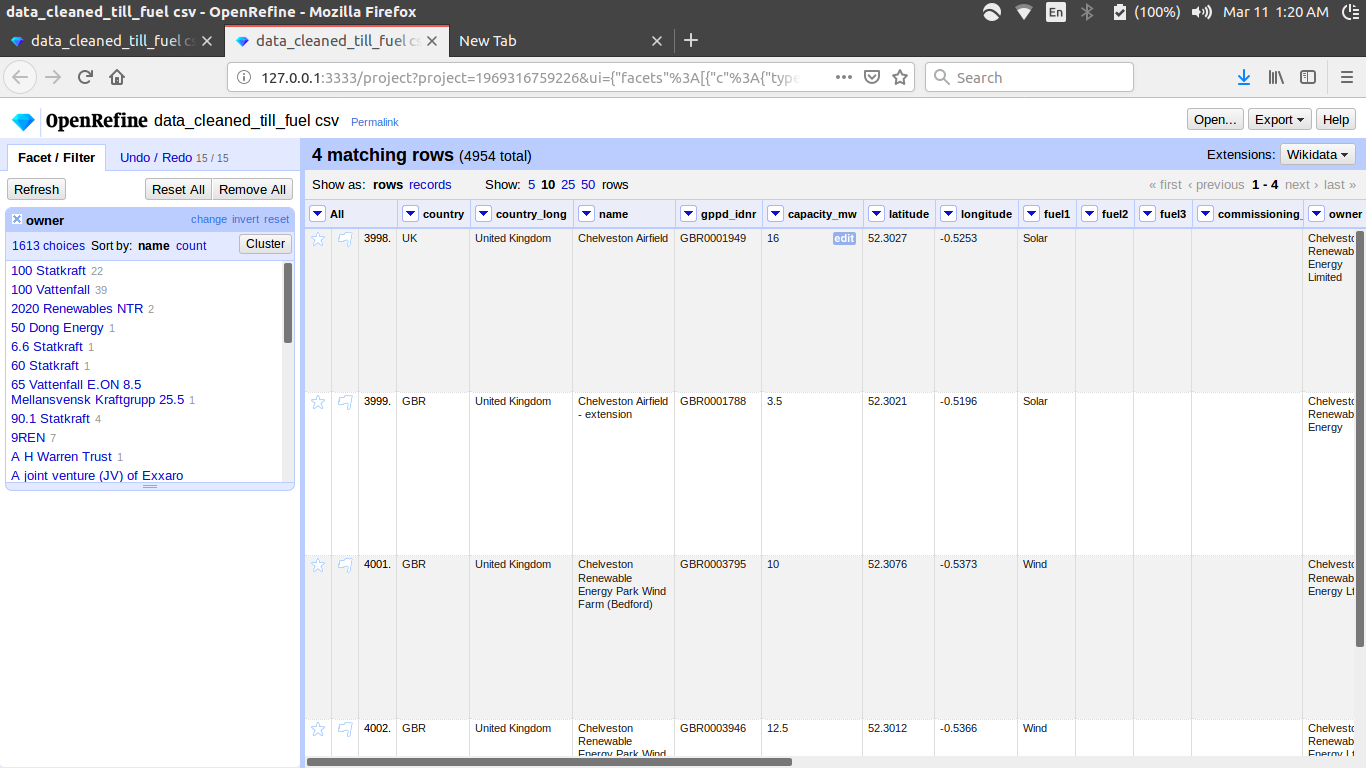 data_cleaned_till_fuel csv - OpenRefine - Mozilla Firefox
En (100%) Mar 11 1:20 AM
data_cleaned_till_fuel cs
data_cleaned_till_fuel cs
New Tab
127.0.0.1:3333/project?project=1969316759226&ui={"facets"%3A[{"c"%3A{"type
Search
OpenRefine data_cleaned_till_fuel csv Permalink
Open... Export Help
Facet / Filter Undo / Redo 15 / 15
4 matching rows (4954 total)
Extensions: Wikidata
Refresh Reset All Remove All
Show as: rows records Show: 5 10 25 50 rows
« first ‹ previous 1 - 4 next › last »
owner change invert reset
1613 choices Sort by: name count Cluster
100 Statkraft 22
100 Vattenfall 39
2020 Renewables NTR 2
50 Dong Energy 1
6.6 Statkraft 1
60 Statkraft 1
65 Vattenfall E.ON 8.5
Mellansvensk Kraftgrupp 25.5 1
90.1 Statkraft 4
9REN 7
A H Warren Trust 1
A joint venture (JV) of Exxaro
All country country_long name gppd_idnr capacity_mw latitude longitude fuel1 fuel2 fuel3 commissioning_ owner
3998. UK United Kingdom Chelveston Airfield GBR0001949 16 edit 52.3027 -0.5253 Solar Chelvesto
Renewab
Energy
Limited
3999. GBR United Kingdom Chelveston Airfield GBR0001788 3.5 52.3021 -0.5196 Solar Chelvesto
- extension Renewab
Energy
4001. GBR United Kingdom Chelveston GBR0003795 10 52.3076 -0.5373 Wind Chelvesto
Renewable Renewab
Energy Park Wind Energy Lt
Farm (Bedford)
4002. GBR United Kingdom Chelveston GBR0003946 12.5 52.3012 -0.5366 Wind Chelvesto
Renewable Renewab
Energy Park Wind Energy Lt